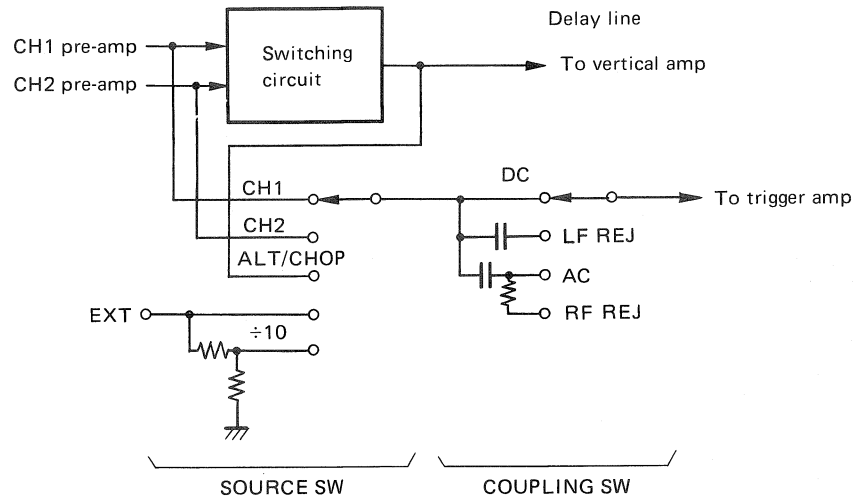 Delay line
CH1 pre-amp
Switching
circuit
To vertical amp
CH2 pre-amp
CH1
DC
To trigger amp
CH2
LF REJ
ALT/CHOP
AC
EXT
÷10
RF REJ
SOURCE SW
COUPLING SW